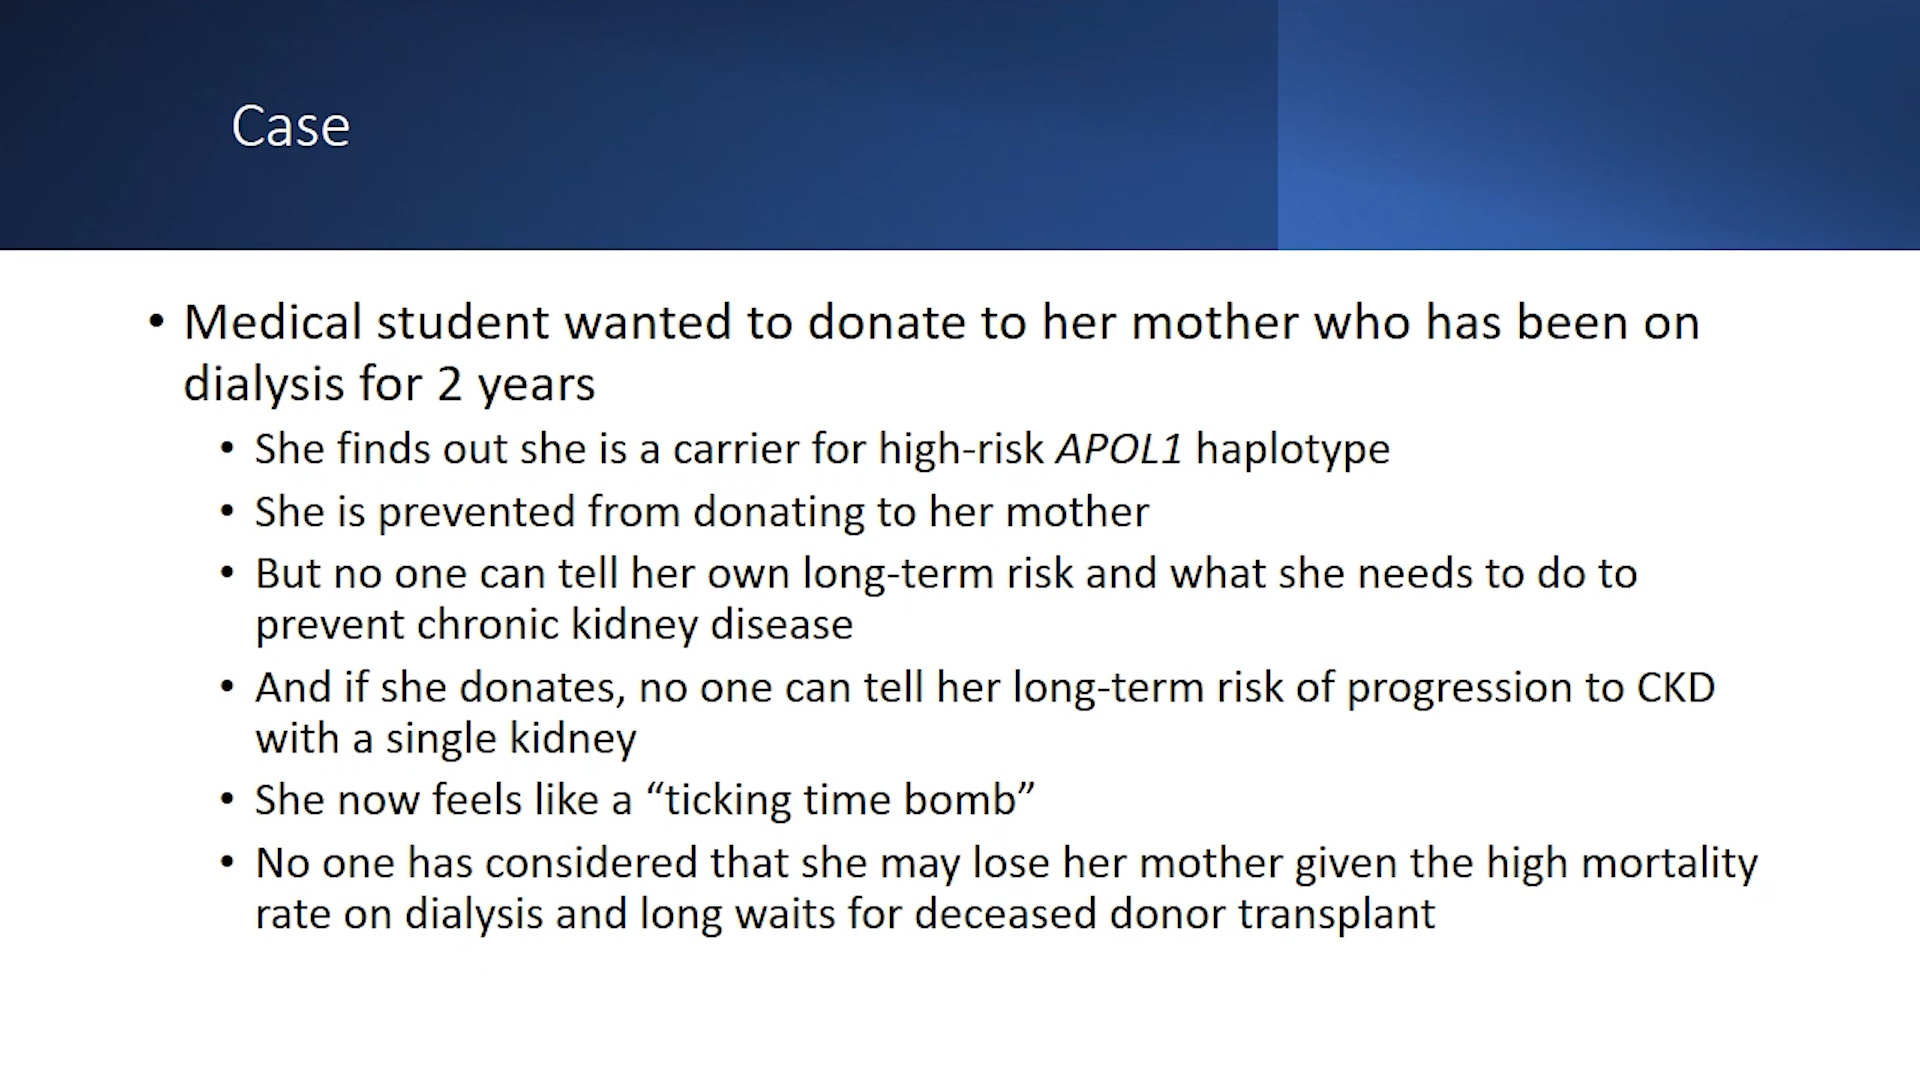 Case
• Medical student wanted to donate to her mother who has been on
dialysis for 2 years
• She finds out she is a carrier for high-risk APOL1 haplotype
• She is prevented from donating to her mother
• But no one can tell her own long-term risk and what she needs to do to
prevent chronic kidney disease
• And if she donates, no one can tell her long-term risk of progression to CKD
with a single kidney
• She now feels like a “ticking time bomb”
• No one has considered that she may lose her mother given the high mortality
rate on dialysis and long waits for deceased donor transplant